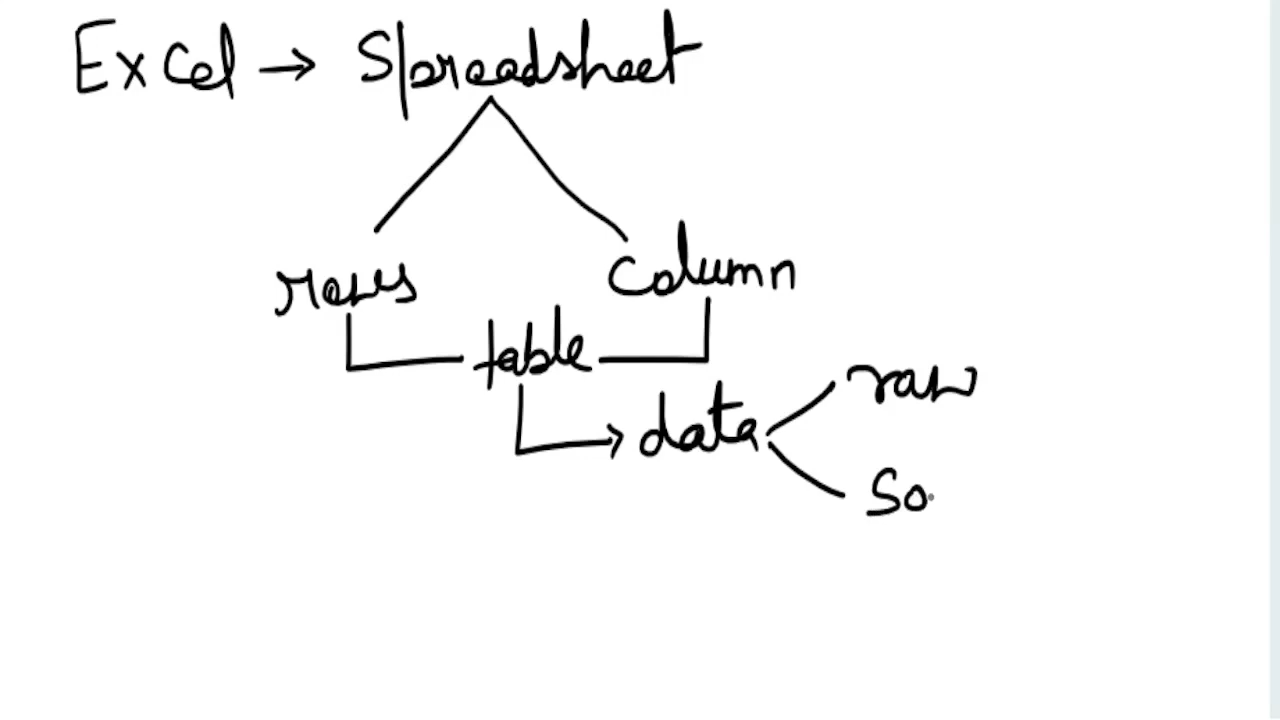 Excel → Spreadsheet
rows column
table
raw
data
So